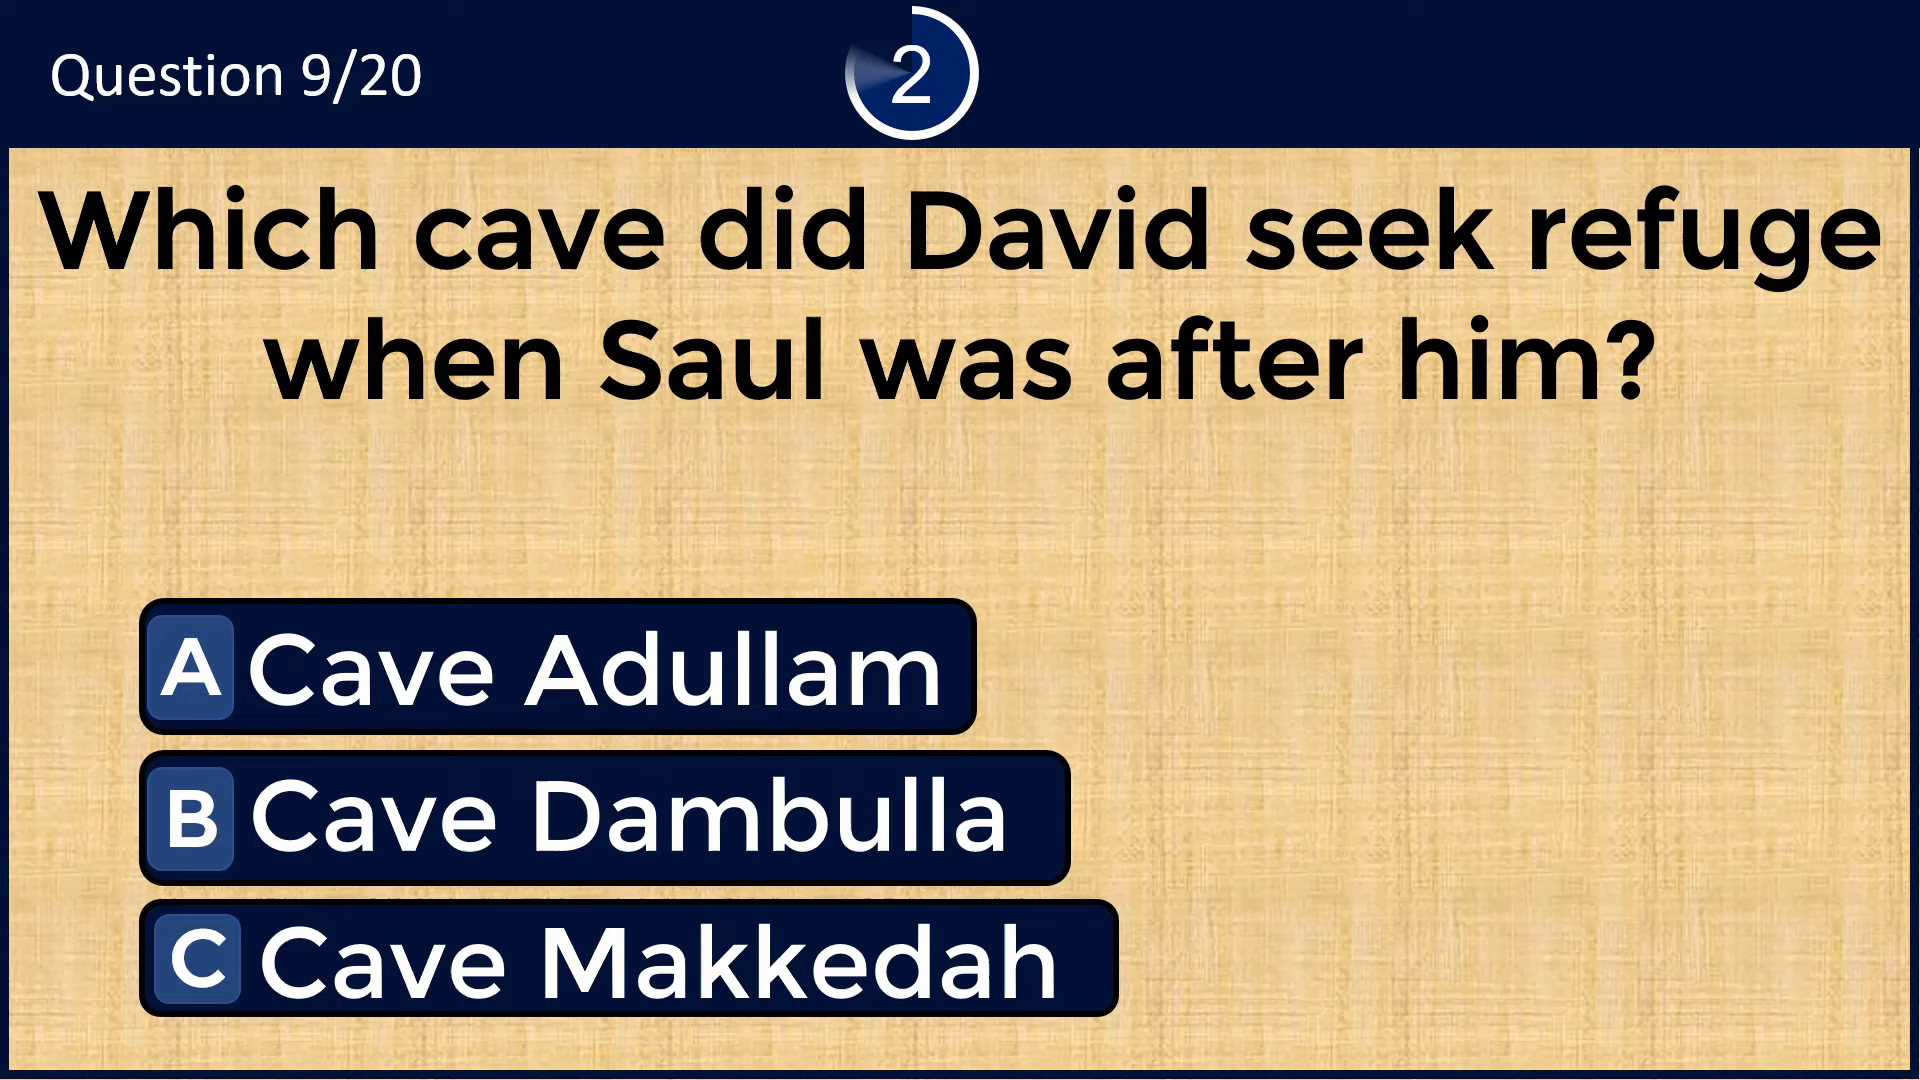 Question 9/20
2
Which cave did David seek refuge
when Saul was after him?
A Cave Adullam
B Cave Dambulla
C Cave Makkedah